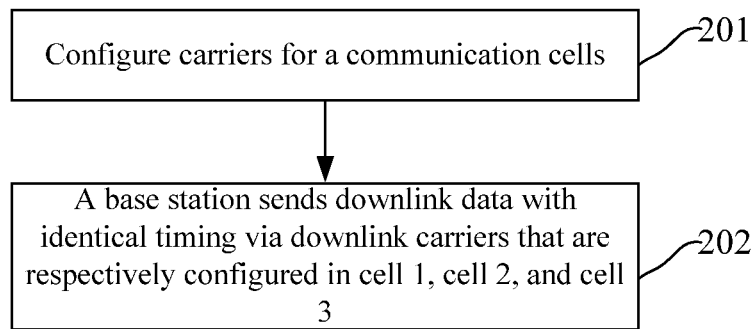 Configure carriers for a communication cells
201
A base station sends downlink data with
identical timing via downlink carriers that are
respectively configured in cell 1, cell 2, and cell
3
202